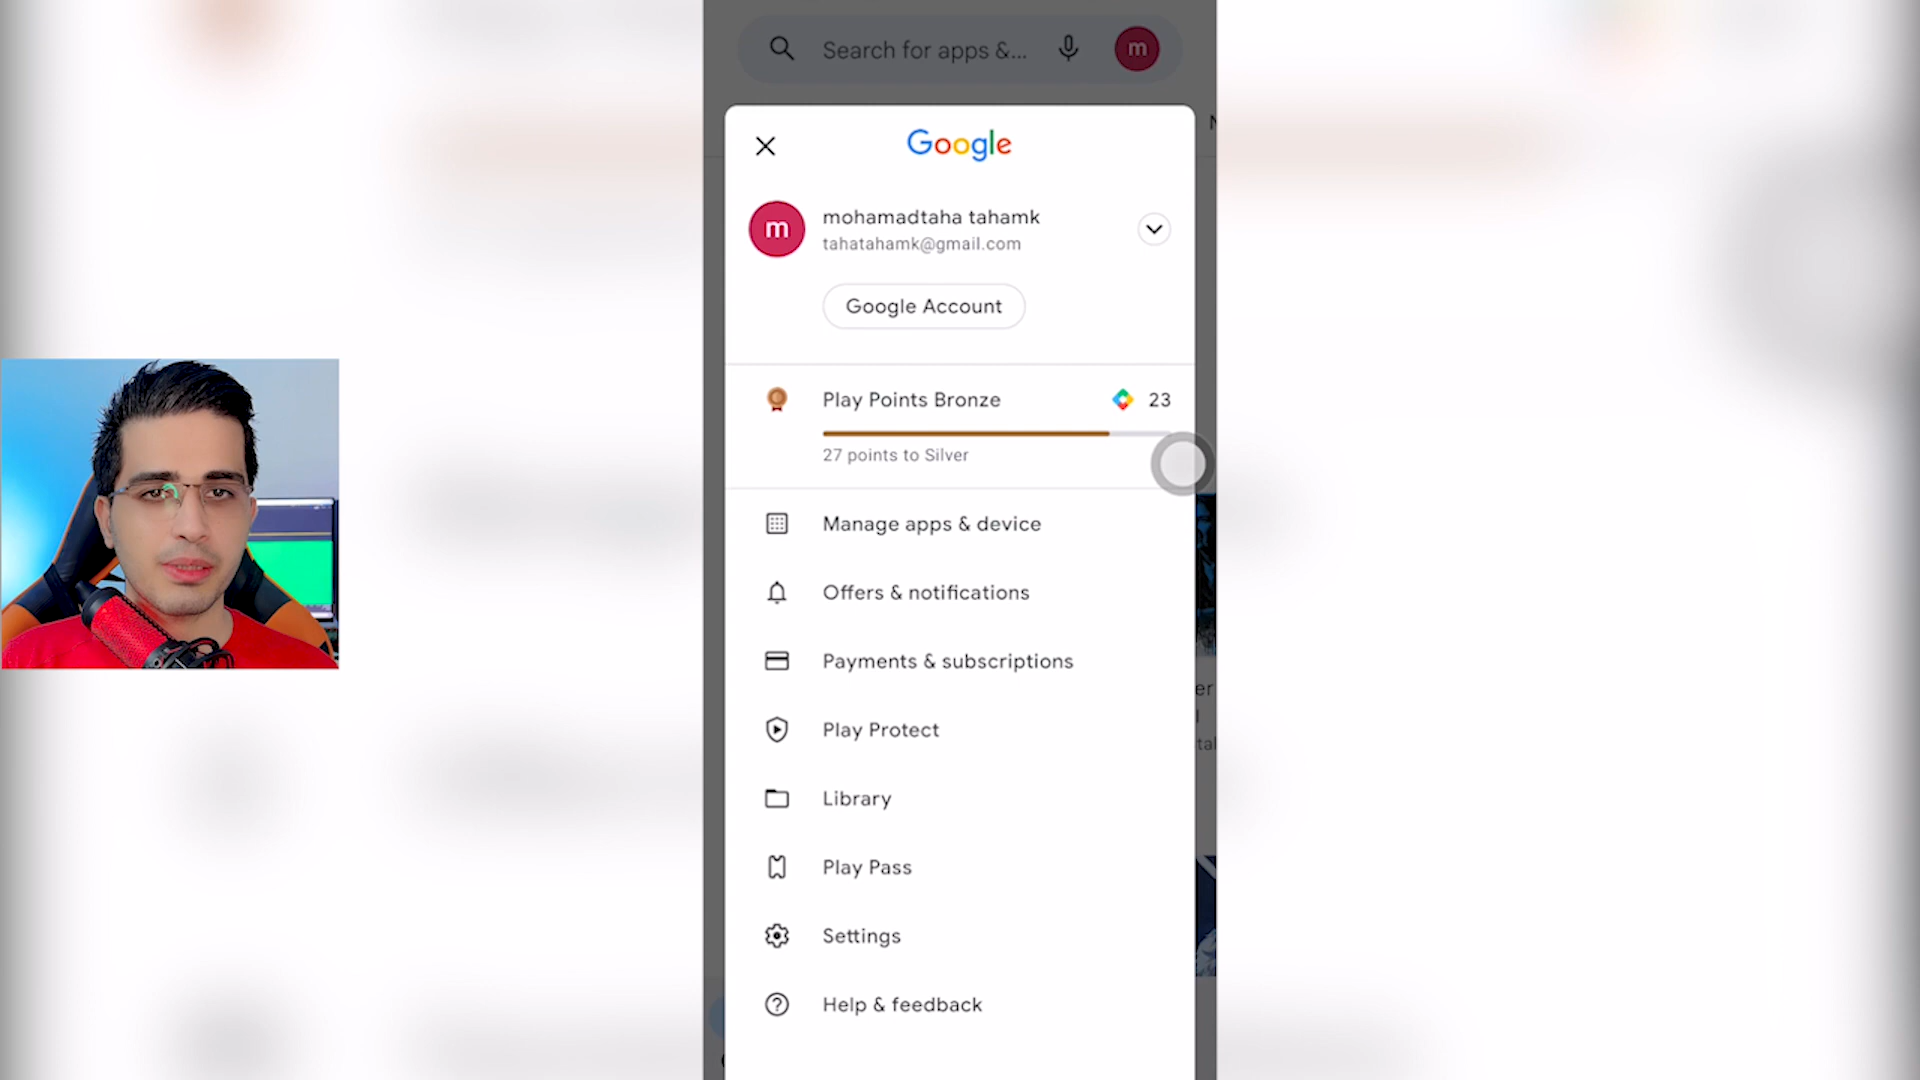 Search for apps &...
m
Google
m
mohamadtaha tahamk
tahatahamk@gmail.com
Google Account
Play Points Bronze
23
27 points to Silver
Manage apps & device
Offers & notifications
Payments & subscriptions
Play Protect
Library
Play Pass
Settings
Help & feedback